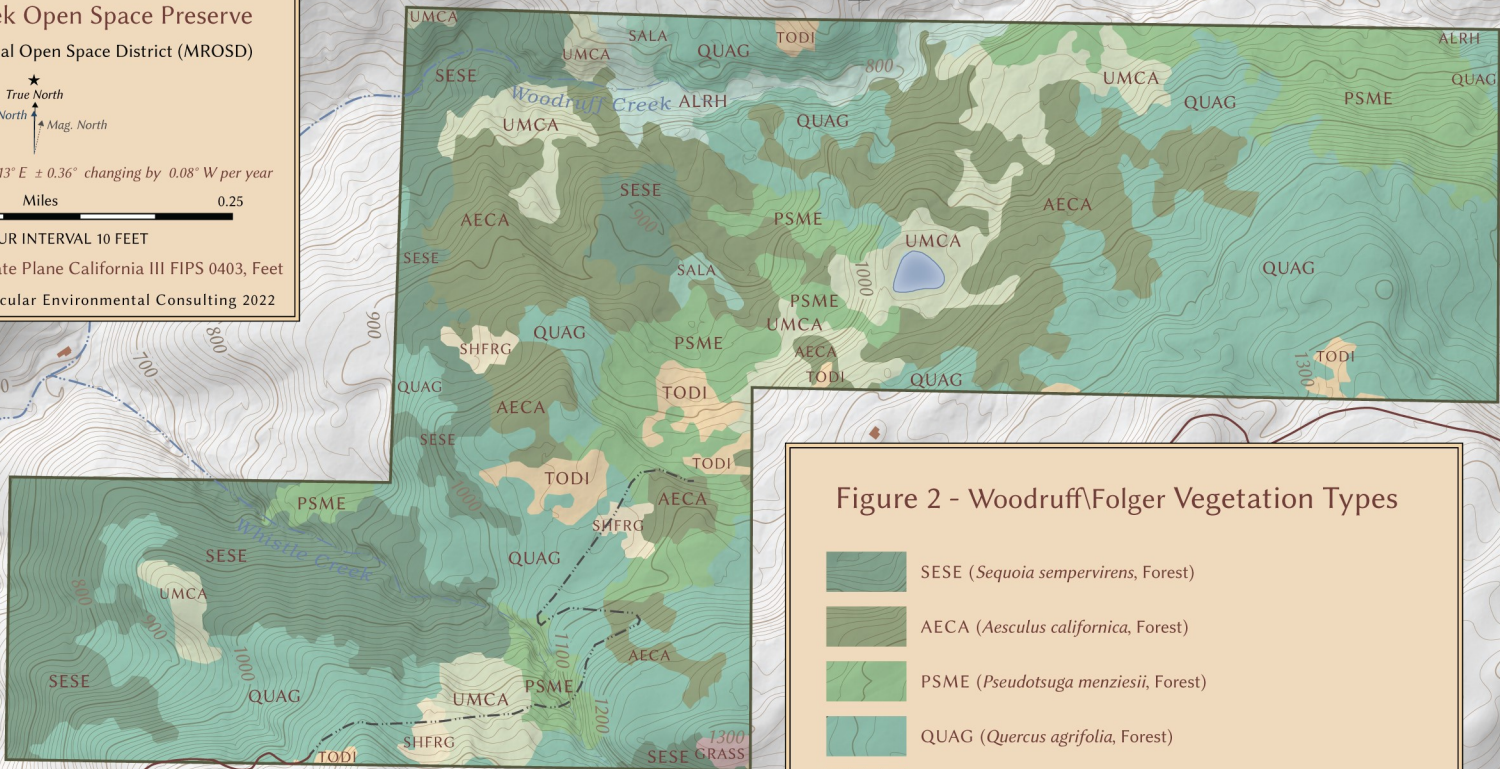 ek Open Space Preserve
al Open Space District (MROSD)
True North
North
Mag. North
13° E ± 0.36° changing by 0.08° W per year
Miles
0.25
UR INTERVAL 10 FEET
ate Plane California III FIPS 0403, Feet
cular Environmental Consulting 2022
UMCA
SALA
TODI
ALRH
UMCA
QUAG
800
SESE
UMCA
QUAG
PSME
Woodruff Creek
ALRH
QUAG
UMCA
QUAG
SESE
900
AECA
PSME
AECA
UMCA
SESE
SALA
1000
QUAG
PSME
900
800
SHFRG
QUAG
PSME
UMCA
AECA
TODI
1300
700
0
QUAG
TODI
TODI
QUAG
AECA
SESE
TODI
TODI
1000
AECA
PSME
SHFRG
Whistle Creek
SESE
QUAG
800
UMCA
900
1000
1100
AECA
SESE
QUAG
UMCA
PSME
1200
SHFRG
1300
TODI
SESE
GRASS
Figure 2 - Woodruff\Folger Vegetation Types
SESE (Sequoia sempervirens, Forest)
AECA (Aesculus californica, Forest)
PSME (Pseudotsuga menziesii, Forest)
QUAG (Quercus agrifolia, Forest)